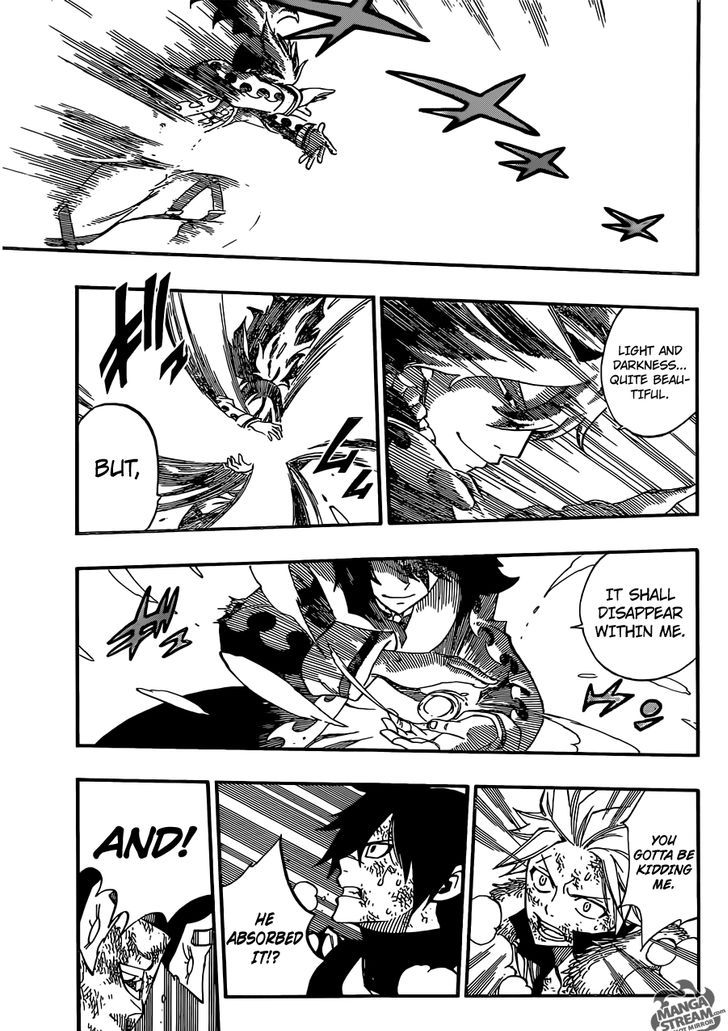 LIGHT AND
DARKNESS...
QUITE BEAU-
TIFUL.
BUT,
IT SHALL
DISAPPEAR
WITHIN ME.
YOU
GOTTA BE
KIDDING
ME.
HE
ABSORBED
IT!?
AND!
MANGA
STREAM.COM